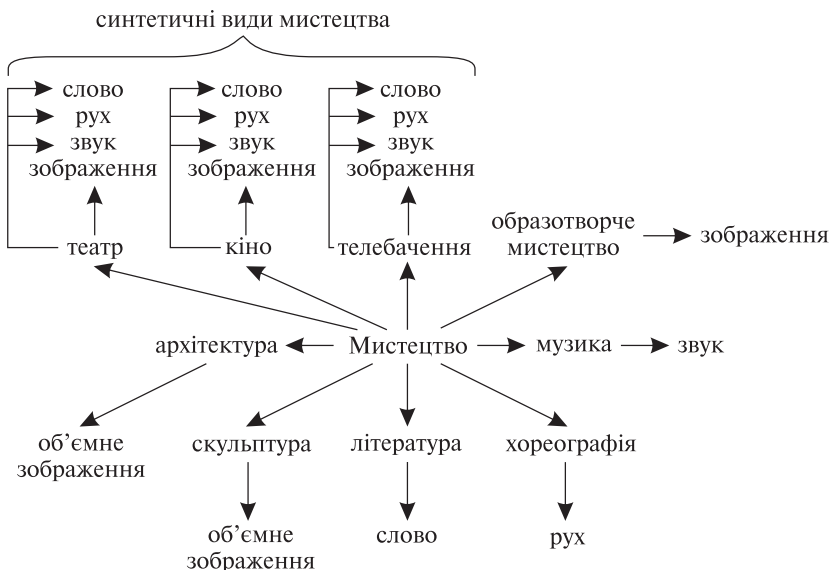 синтетичні види мистецтва
слово
рух
звук
зображення
слово
рух
звук
зображення
слово
рух
звук
зображення
театр
кіно
телебачення
образотворче
мистецтво
зображення
архітектура
Мистецтво
музика
звук
об’ємне
зображення
скульптура
література
хореографія
об’ємне
зображення
слово
рух